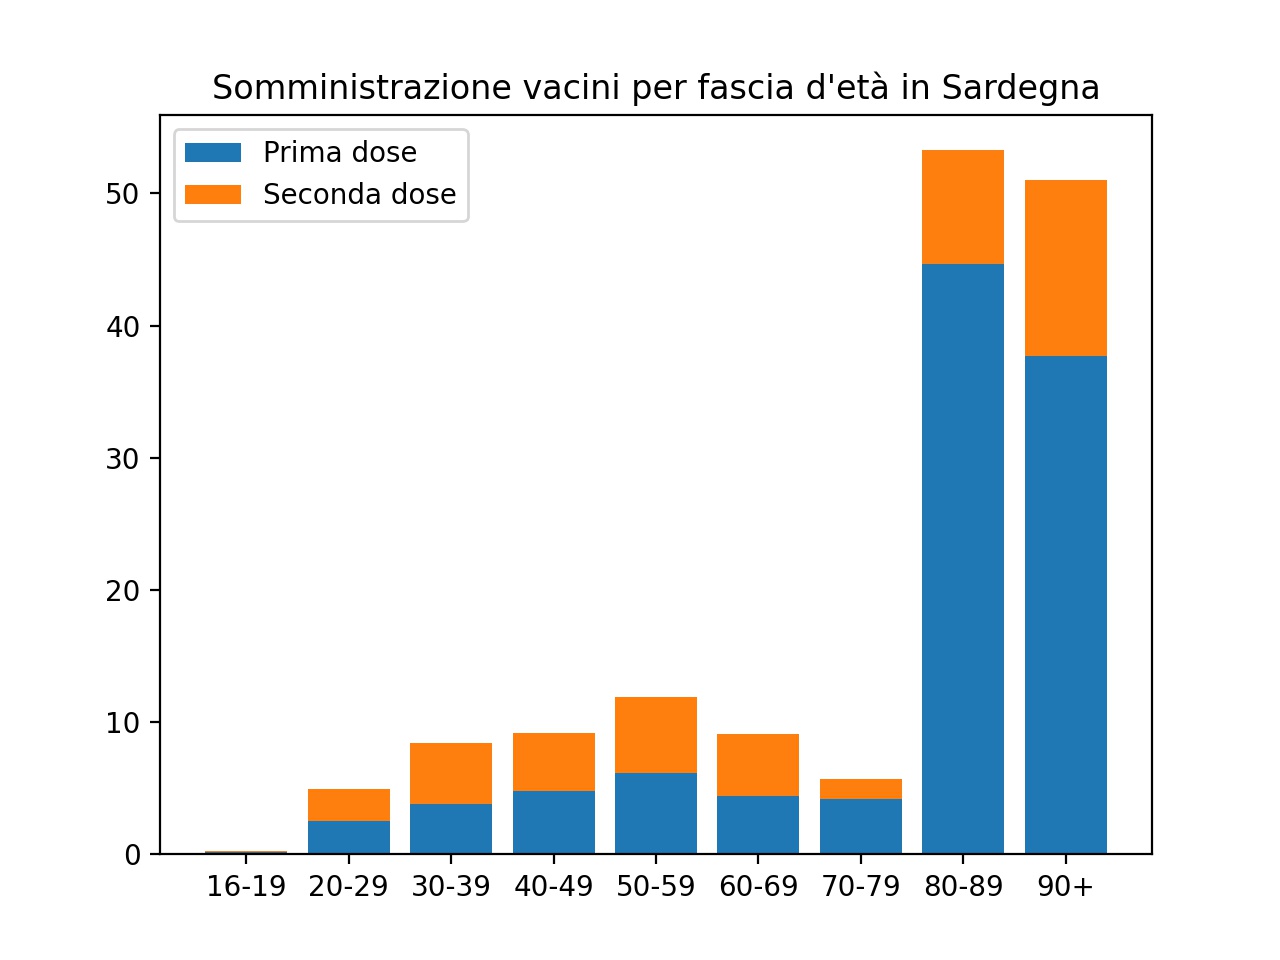 Somministrazione vacini per fascia d'età in Sardegna
Prima dose
Seconda dose
50
40
30
20
10
0
16-19 20-29 30-39 40-49 50-59 60-69 70-79 80-89 90+